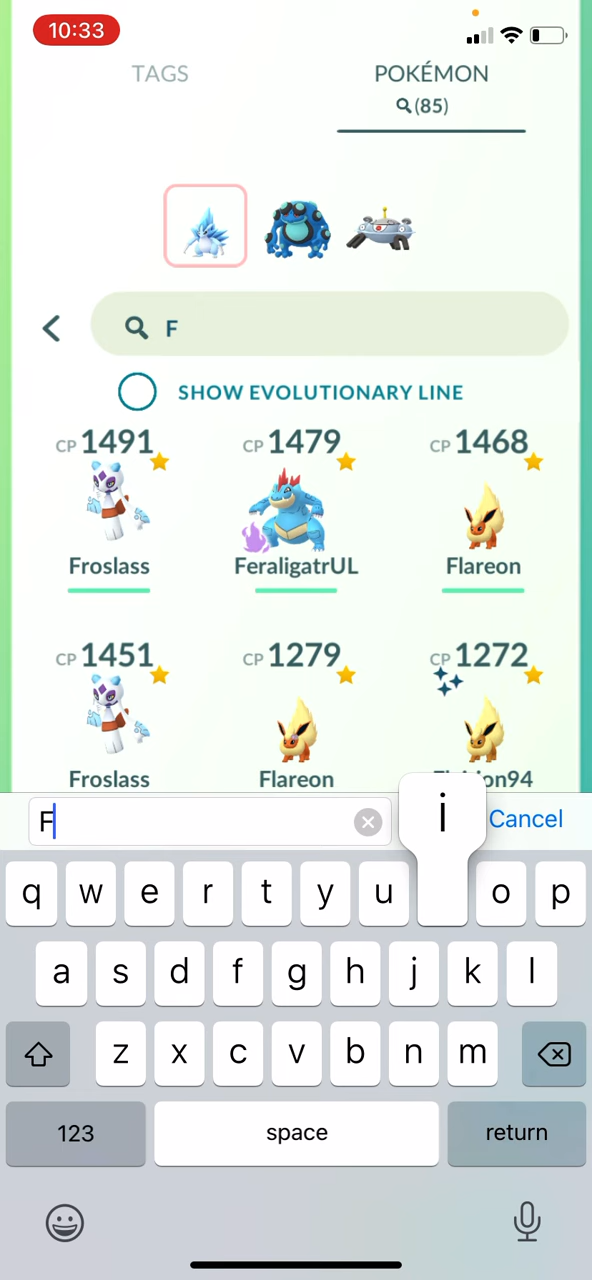 10:33
TAGS
POKÉMON
(85)
F
SHOW EVOLUTIONARY LINE
CP 1491 CP 1479 CP 1468
Froslass FeraligatrUL Flareon
CP 1451 CP 1279 CP 1272
Froslass Flareon on94
F i Cancel
q w e r t y u o p
a s d f g h j k l
z x c v b n m
123 space return